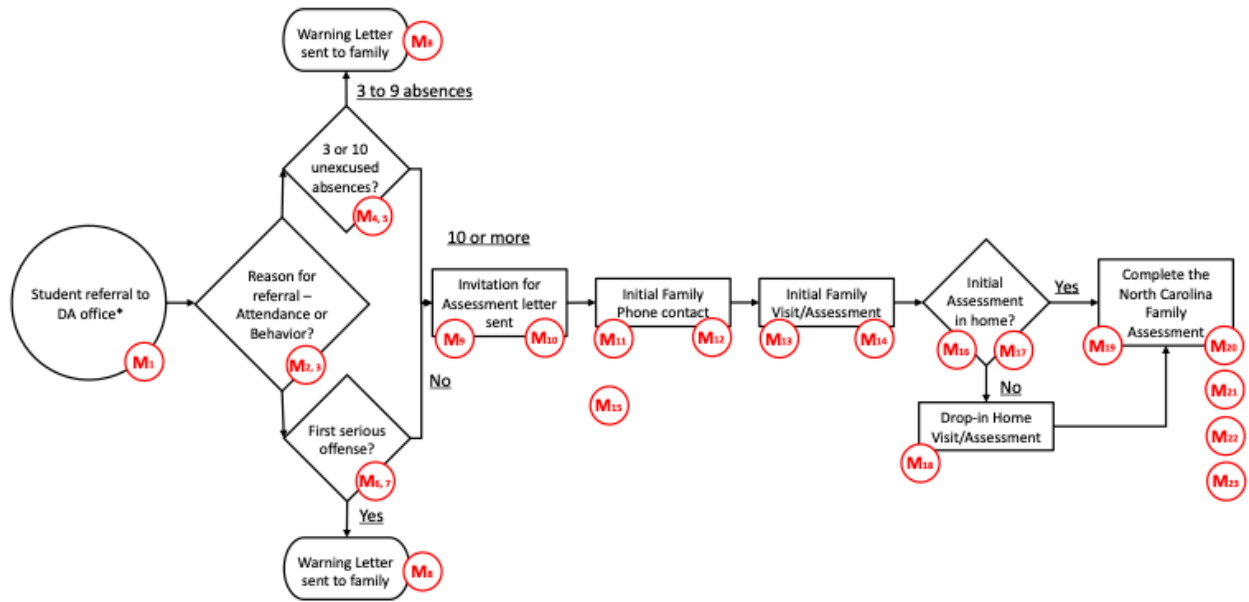 Warning Letter
sent to family
M8
3 to 9 absences
3 or 10
unexcused
absences?
M4, 5
Student referral to
DA office*
M1
Reason for
referral –
Attendance or
Behavior?
M2, 3
First serious
offense?
M6, 7
Yes
Warning Letter
sent to family
M8
10 or more
No
Invitation for
Assessment letter
sent
M9
M10
Initial Family
Phone contact
M11
M12
M15
Initial Family
Visit/Assessment
M13
M14
Initial
Assessment
in home?
M16
M17
Yes
No
Drop-in Home
Visit/Assessment
M18
Complete the
North Carolina
Family
Assessment
M19
M20
M21
M22
M23